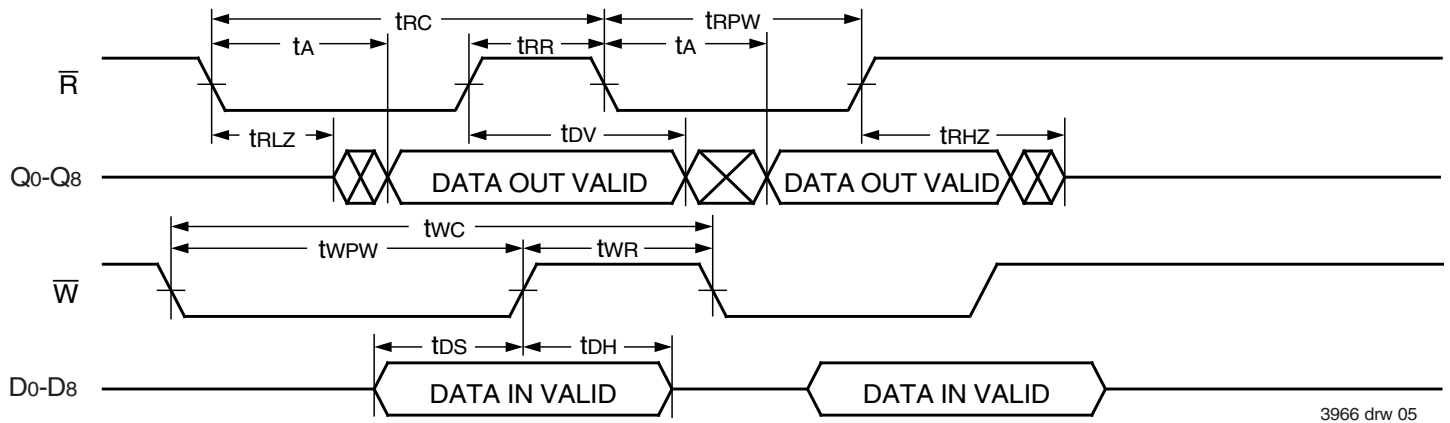 tRC
tRPW
tA
tRR
tA
R
tRLZ
tDV
tRHZ
Q0-Q8
DATA OUT VALID
DATA OUT VALID
tWC
tWPW
tWR
W
tDS
tDH
D0-D8
DATA IN VALID
DATA IN VALID
3966 drw 05